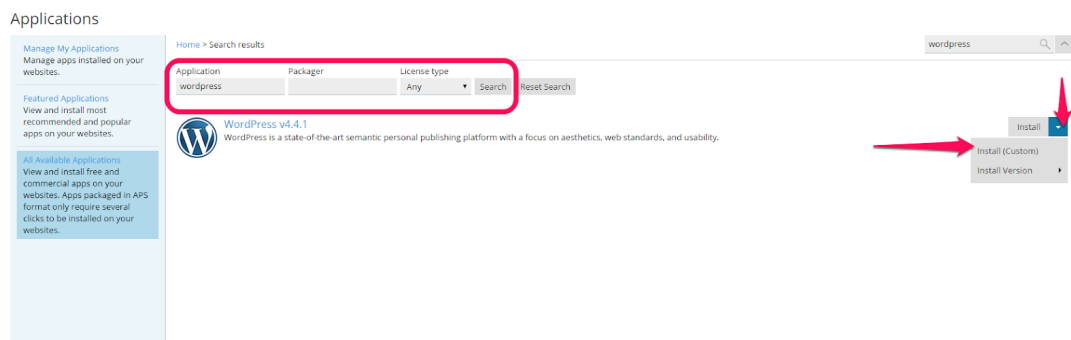 Applications
Manage My Applications
Manage apps installed on your
websites.
Featured Applications
View and install most
recommended and popular
apps on your websites.
All Available Applications
View and install free and
commercial apps on your
websites. Apps packaged in APS
format only require several
clicks to be installed on your
websites.
Home > Search results
wordpress
Application Packager License type
wordpress Any Search Reset Search
WordPress v4.4.1
WordPress is a state-of-the-art semantic personal publishing platform with a focus on aesthetics, web standards, and usability.
Install
Install (Custom)
Install Version